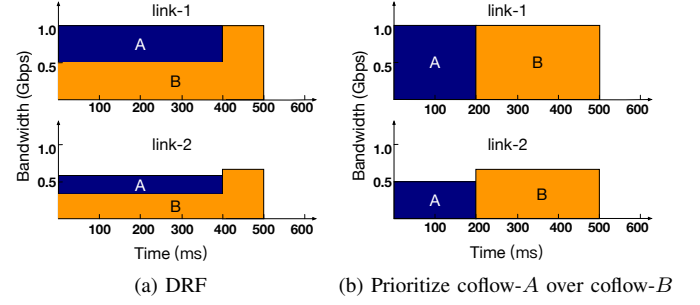 link-1
Bandwidth (Gbps)
1.0
0.5
A
B
100 200 300 400 500 600
link-2
1.0
0.5
A
B
100 200 300 400 500 600
Time (ms)
(a) DRF
link-1
Bandwidth (Gbps)
1.0
0.5
A
B
100 200 300 400 500 600
link-2
1.0
0.5
A
B
100 200 300 400 500 600
Time (ms)
(b) Prioritize coflow-A over coflow-B